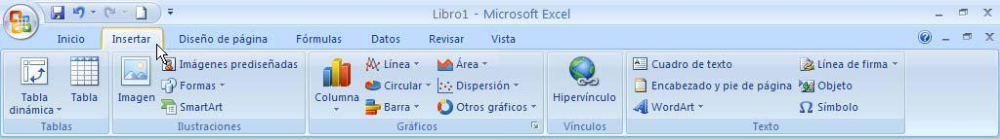 Libro1 - Microsoft Excel
Inicio Insertar Diseño de página Fórmulas Datos Revisar Vista
Tabla dinámica
Tabla
Tablas
Imagen
Imágenes prediseñadas
Formas
SmartArt
Ilustraciones
Columna
Línea
Circular
Barra
Área
Dispersión
Otros gráficos
Gráficos
Hipervínculo
Vínculos
Cuadro de texto
Encabezado y pie de página
WordArt
Línea de firma
Objeto
Símbolo
Texto